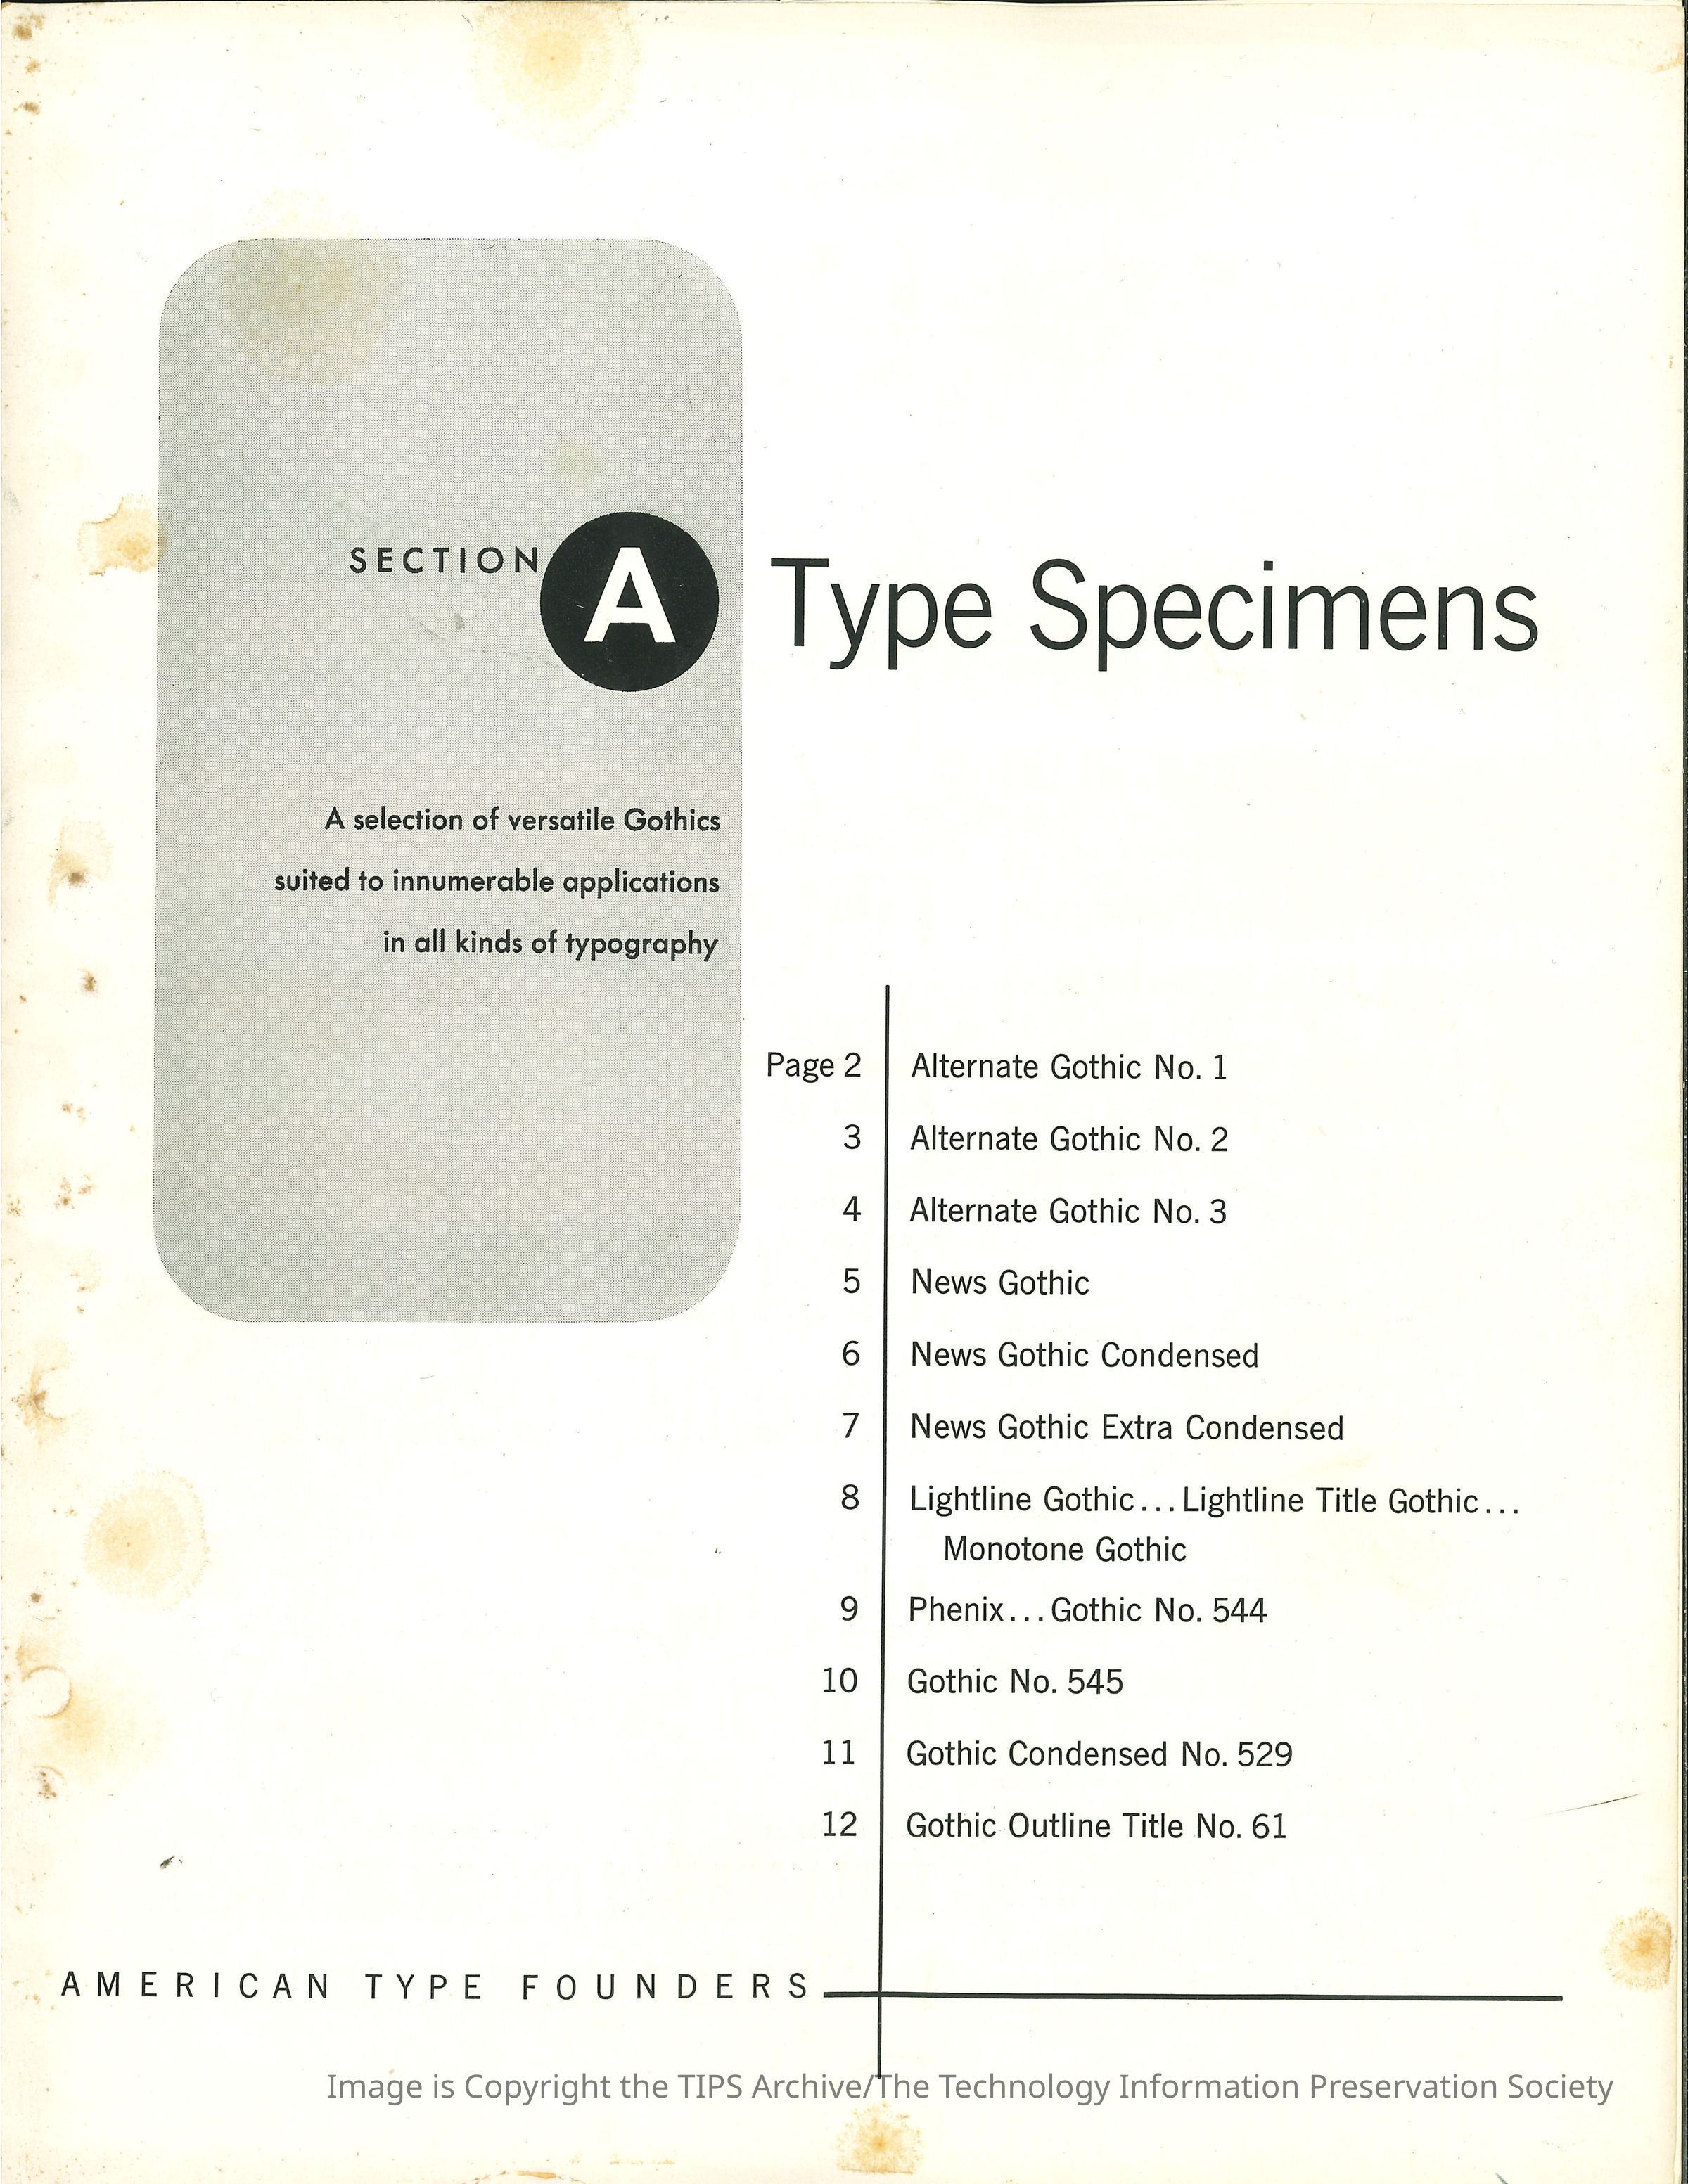 SECTION A
Type Specimens
A selection of versatile Gothics
suited to innumerable applications
in all kinds of typography
Page 2 Alternate Gothic No. 1
3 Alternate Gothic No. 2
4 Alternate Gothic No. 3
5 News Gothic
6 News Gothic Condensed
7 News Gothic Extra Condensed
8 Lightline Gothic... Lightline Title Gothic...
Monotone Gothic
9 Phenix... Gothic No. 544
10 Gothic No. 545
11 Gothic Condensed No. 529
12 Gothic Outline Title No. 61
AMERICAN TYPE FOUNDERS
Image is Copyright the TIPS Archive/The Technology Information Preservation Society